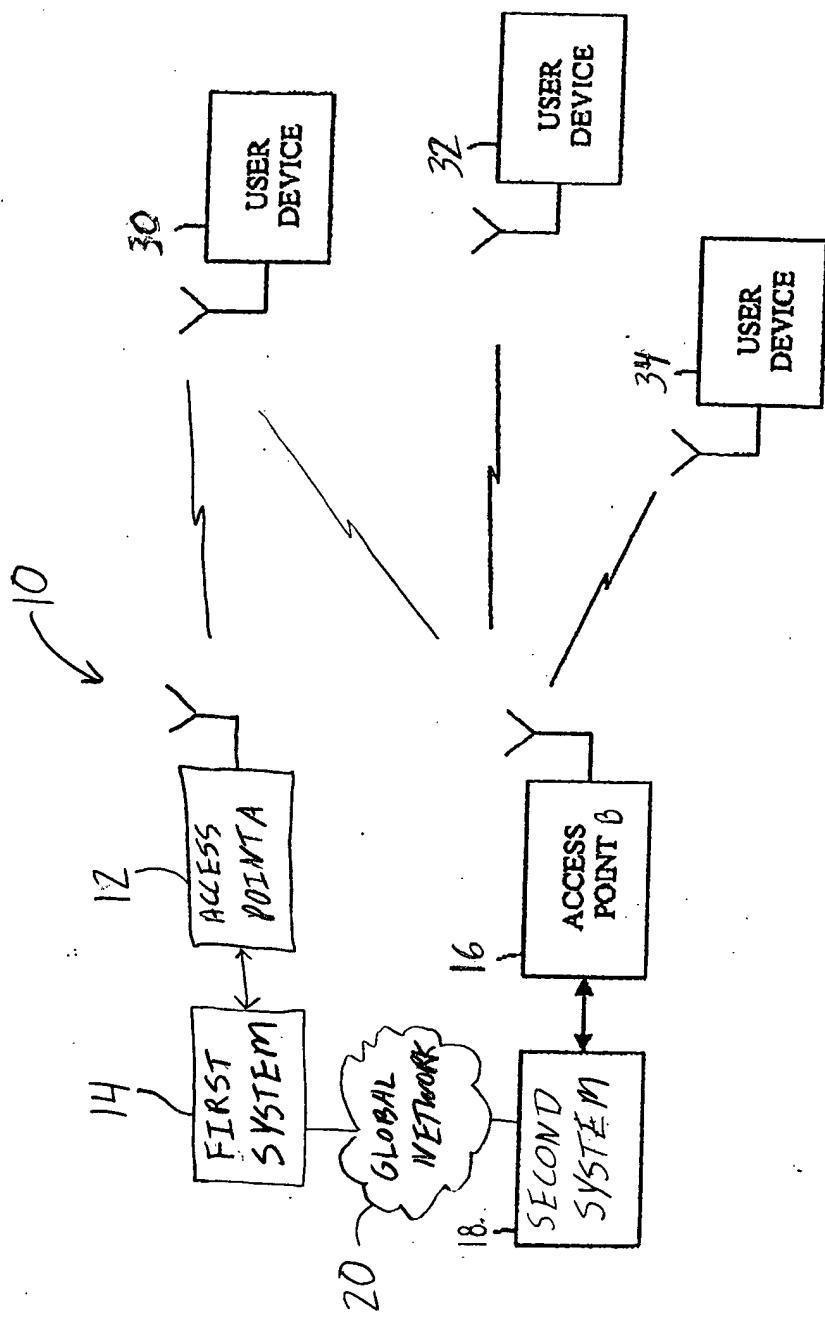 10
14
FIRST
SYSTEM
12
ACCESS
POINT A
30
USER
DEVICE
20
GLOBAL
NETWORK
32
USER
DEVICE
18.
SECOND
SYSTEM
16
ACCESS
POINT B
34
USER
DEVICE